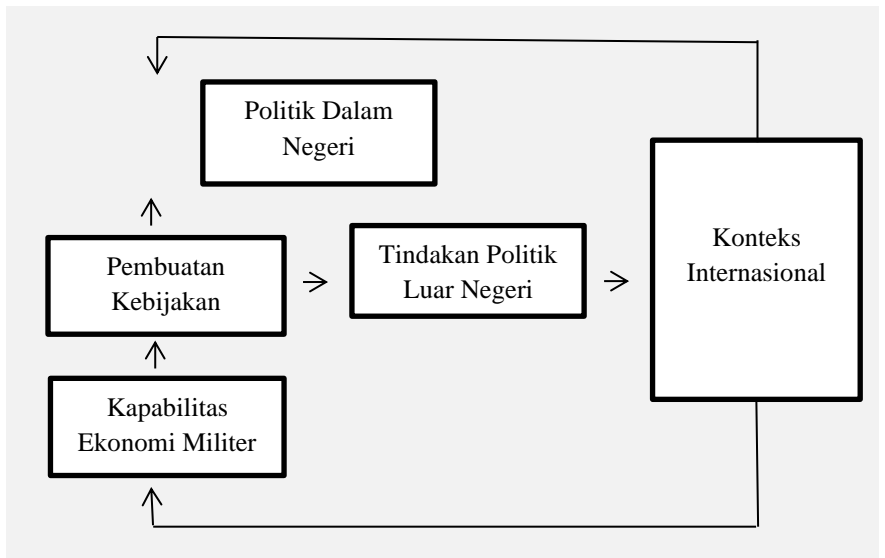 Politik Dalam
Negeri
Pembuatan
Kebijakan
Tindakan Politik
Luar Negeri
Konteks
Internasional
Kapabilitas
Ekonomi Militer